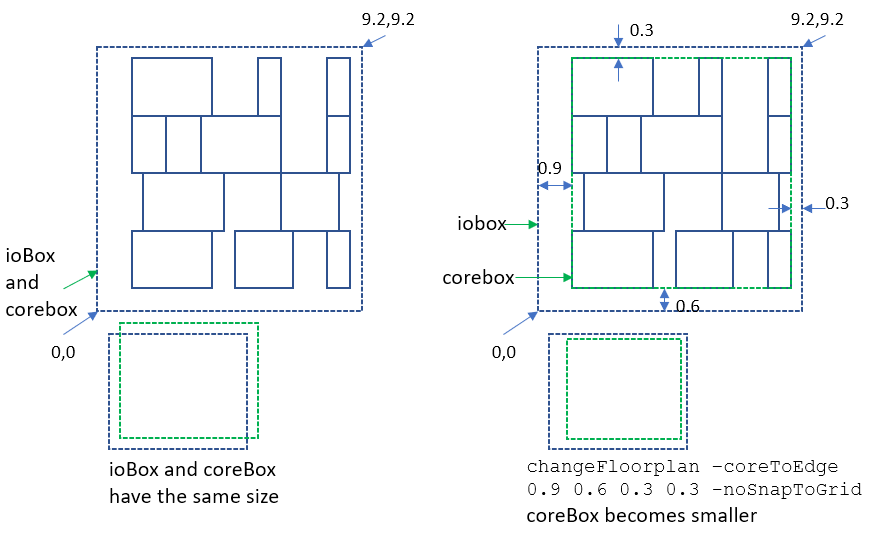 9.2,9.2
ioBox
and
corebox
0,0
ioBox and coreBox
have the same size
9.2,9.2
0.3
0.9
0.3
iobox
corebox
0.6
0,0
changeFloorplan –coreToEdge
0.9 0.6 0.3 0.3 –noSnapToGrid
coreBox becomes smaller